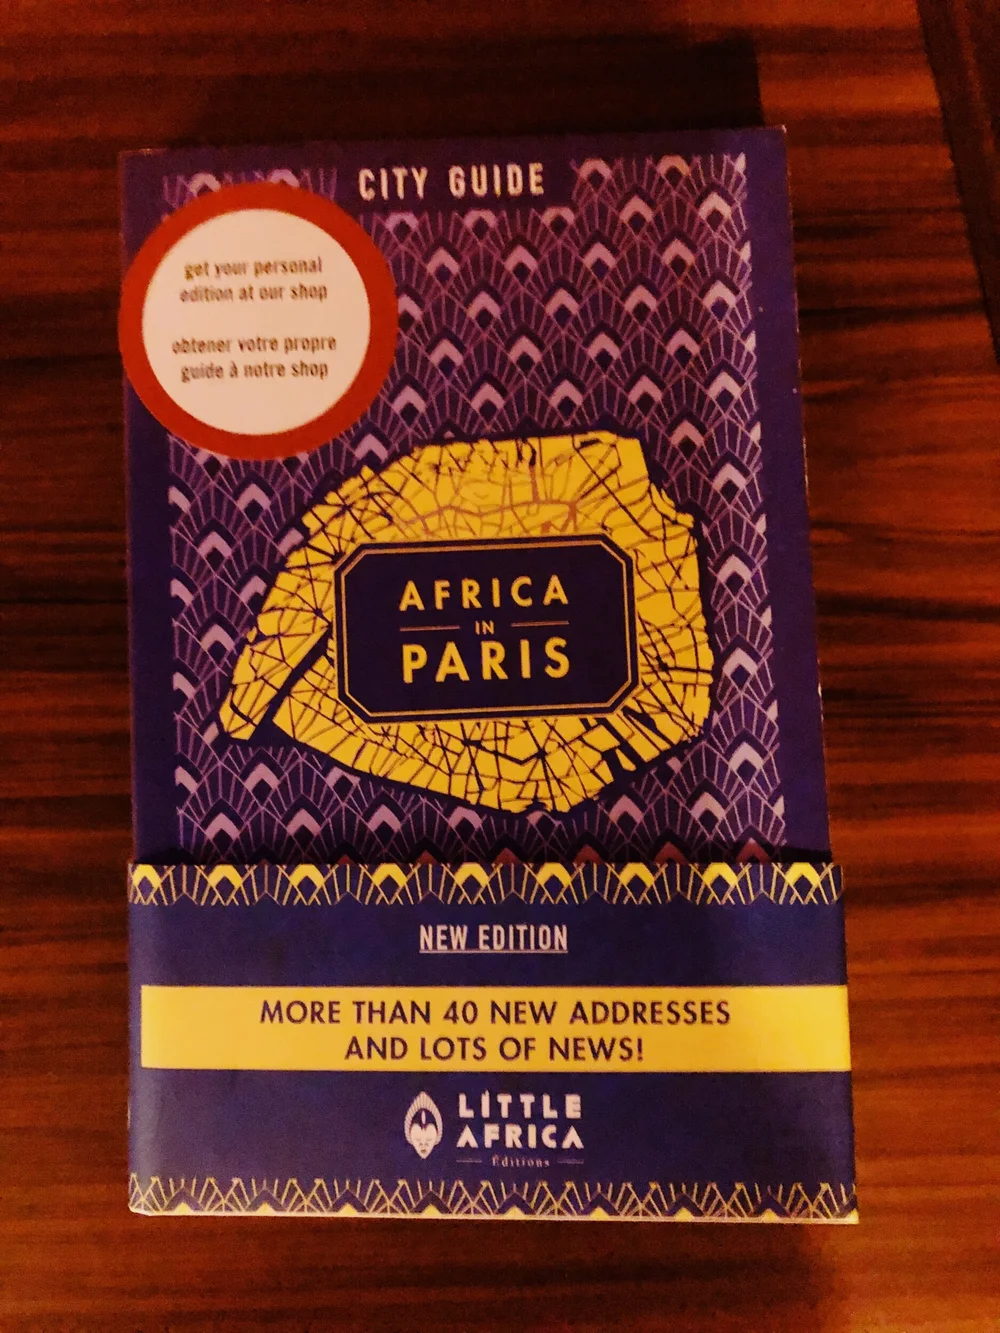 CITY GUIDE
get your personal
edition at our shop
obtener votre propre
guide à notre shop
AFRICA
IN
PARIS
NEW EDITION
MORE THAN 40 NEW ADDRESSES
AND LOTS OF NEWS!
LITTLE
AFRICA
Éditions